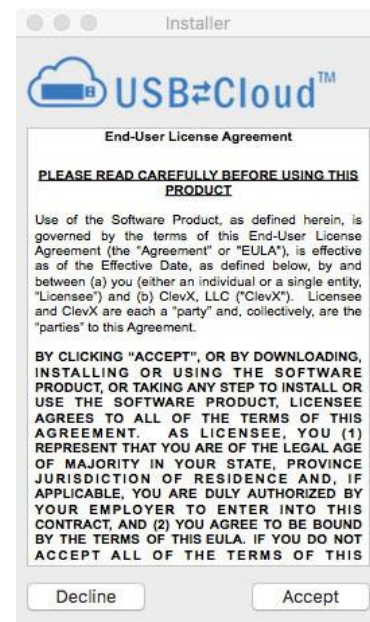 Installer
USB⇄Cloud™
End-User License Agreement
PLEASE READ CAREFULLY BEFORE USING THIS
PRODUCT
Use of the Software Product, as defined herein, is
governed by the terms of this End-User License
Agreement (the "Agreement" or "EULA"), is effective
as of the Effective Date, as defined below, by and
between (a) you (either an individual or a single entity,
"Licensee") and (b) ClevX, LLC ("ClevX"). Licensee
and ClevX are each a "party" and, collectively, are the
"parties" to this Agreement.
BY CLICKING “ACCEPT”, OR BY DOWNLOADING,
INSTALLING OR USING THE SOFTWARE
PRODUCT, OR TAKING ANY STEP TO INSTALL OR
USE THE SOFTWARE PRODUCT, LICENSEE
AGREES TO ALL OF THE TERMS OF THIS
AGREEMENT. AS LICENSEE, YOU (1)
REPRESENT THAT YOU ARE OF THE LEGAL AGE
OF MAJORITY IN YOUR STATE, PROVINCE
JURISDICTION OF RESIDENCE AND, IF
APPLICABLE, YOU ARE DULY AUTHORIZED BY
YOUR EMPLOYER TO ENTER INTO THIS
CONTRACT, AND (2) YOU AGREE TO BE BOUND
BY THE TERMS OF THIS EULA. IF YOU DO NOT
ACCEPT ALL OF THE TERMS OF THIS
Decline
Accept